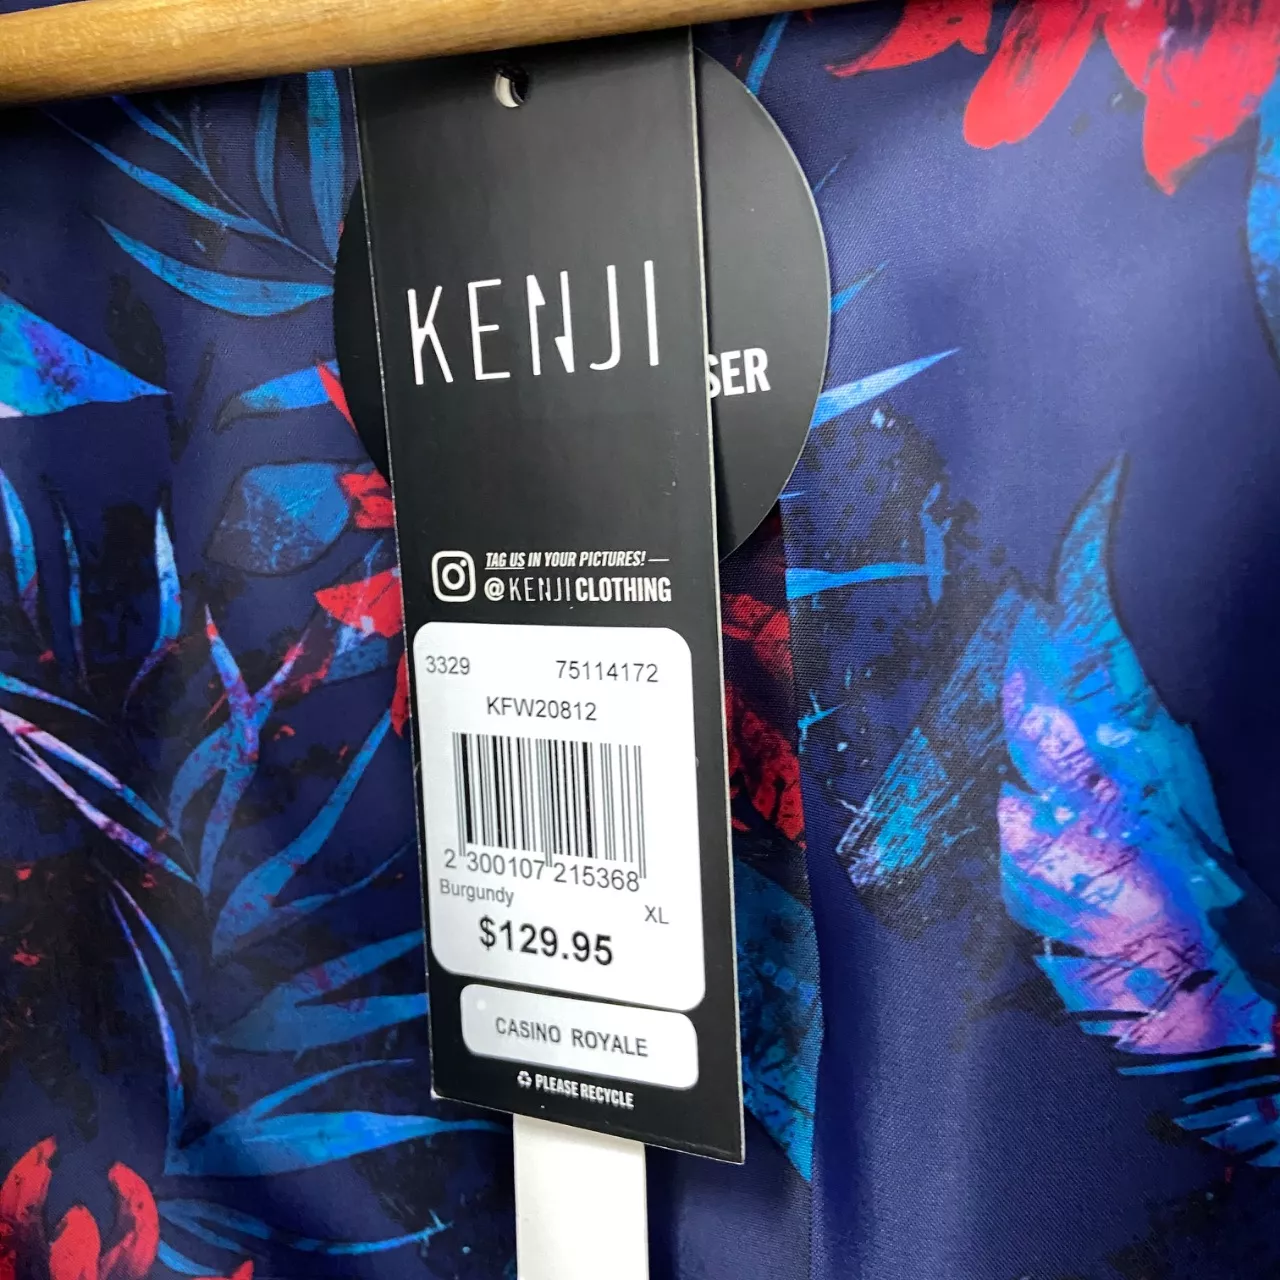 KENJI
SER
TAG US IN YOUR PICTURES!
@KENJICLOTHING
3329 75114172
KFW20812
2 300107 215368
Burgundy
XL
$129.95
CASINO ROYALE
PLEASE RECYCLE